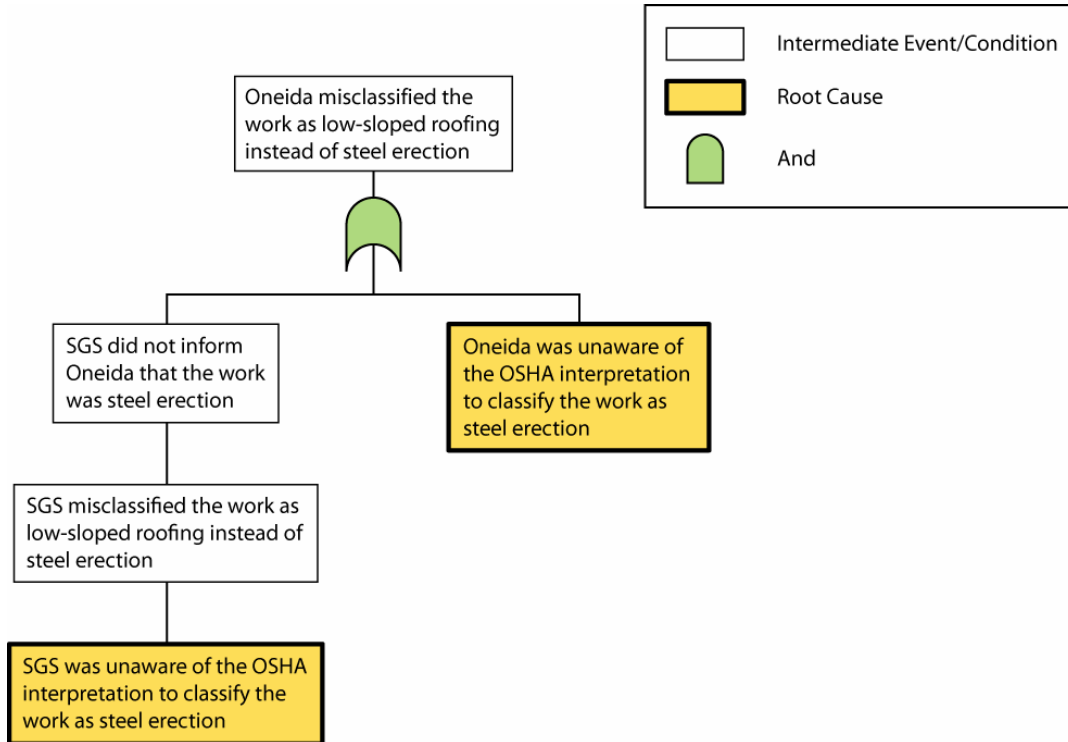 Intermediate Event/Condition
Root Cause
And
Oneida misclassified the
work as low-sloped roofing
instead of steel erection
SGS did not inform
Oneida that the work
was steel erection
Oneida was unaware of
the OSHA interpretation
to classify the work as
steel erection
SGS misclassified the work as
low-sloped roofing instead of
steel erection
SGS was unaware of the OSHA
interpretation to classify the
work as steel erection